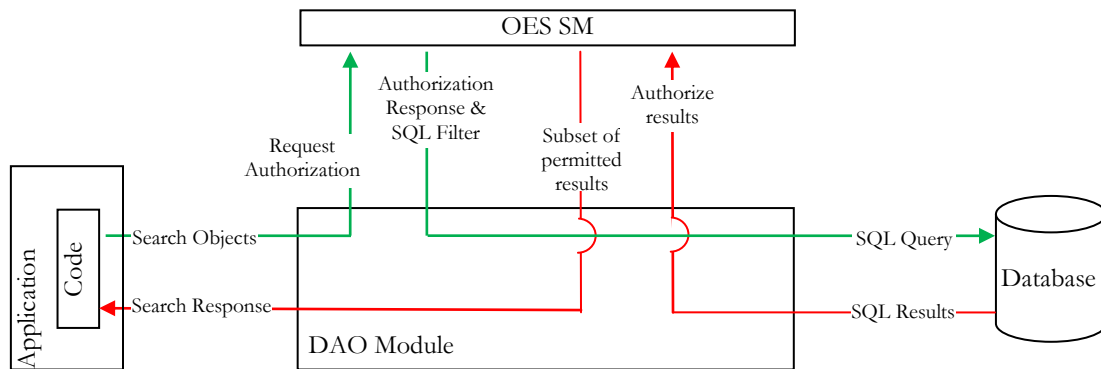 OES SM
Authorization
Response &
SQL Filter
Authorize
results
Request
Authorization
Subset of
permitted
results
Application
Code
Search Objects
SQL Query
Database
Search Response
SQL Results
DAO Module